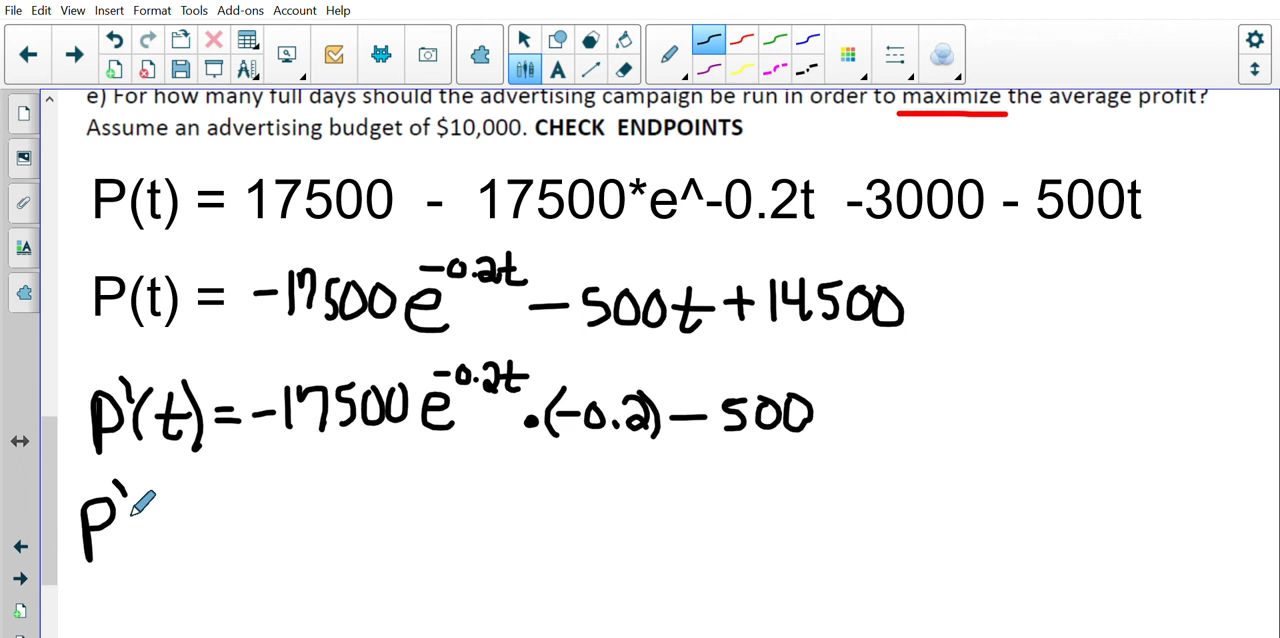 File Edit View Insert Format Tools Add-ons Account Help
e) For how many full days should the advertising campaign be run in order to maximize the average profit?
Assume an advertising budget of $10,000. CHECK ENDPOINTS
P(t) = 17500 - 17500*e^-0.2t -3000 - 500t
P(t) = -17500e^-0.2t - 500t + 14500
P'(t) = -17500e^-0.2t · (-0.2) - 500
P'